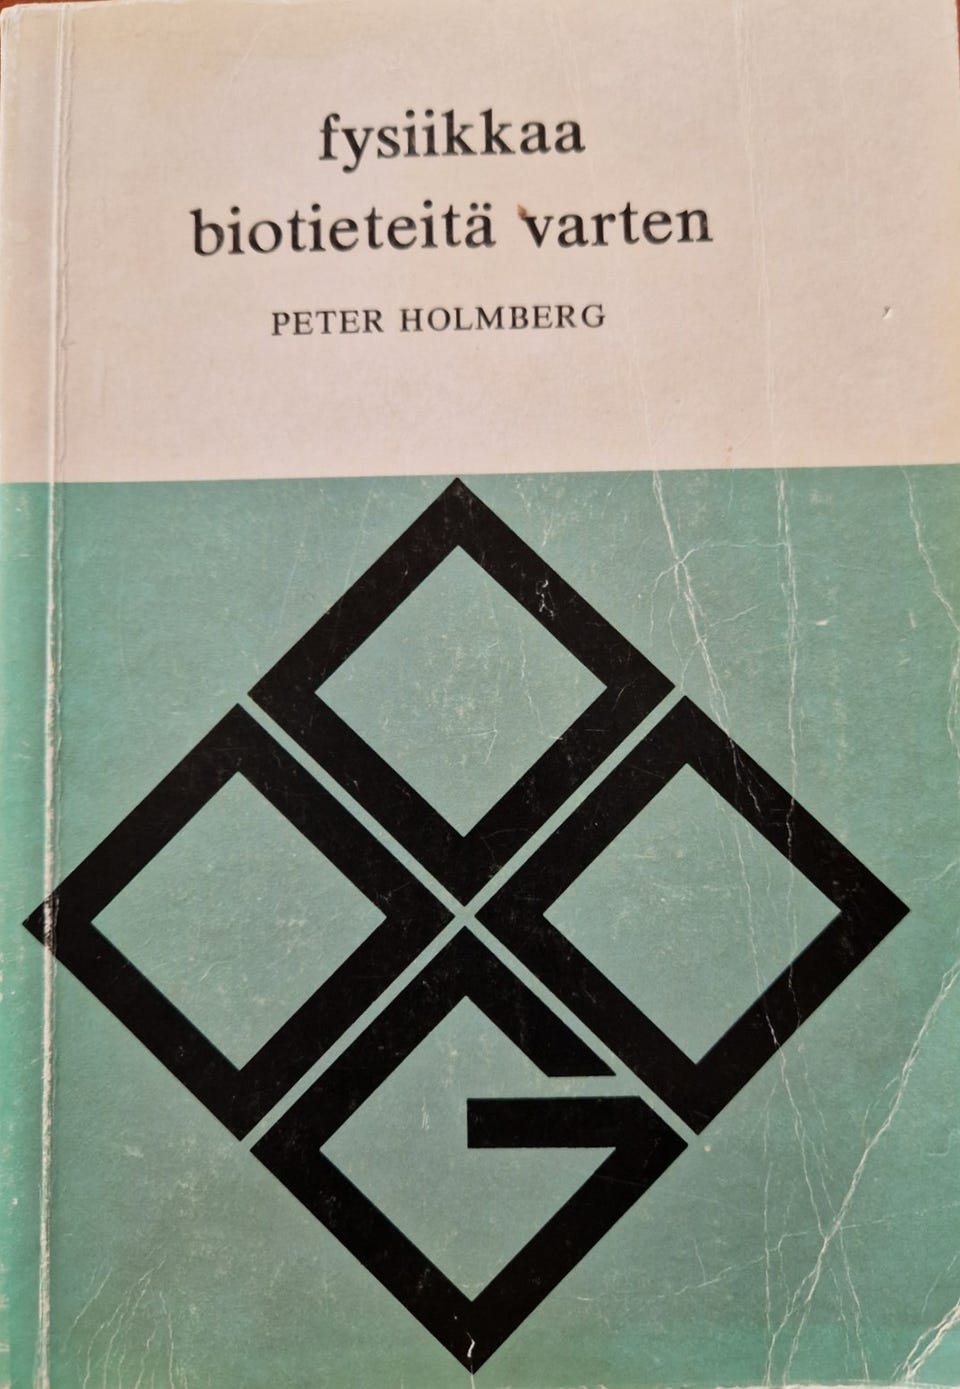 fysiikkaa
biotieteitä varten
PETER HOLMBERG
G